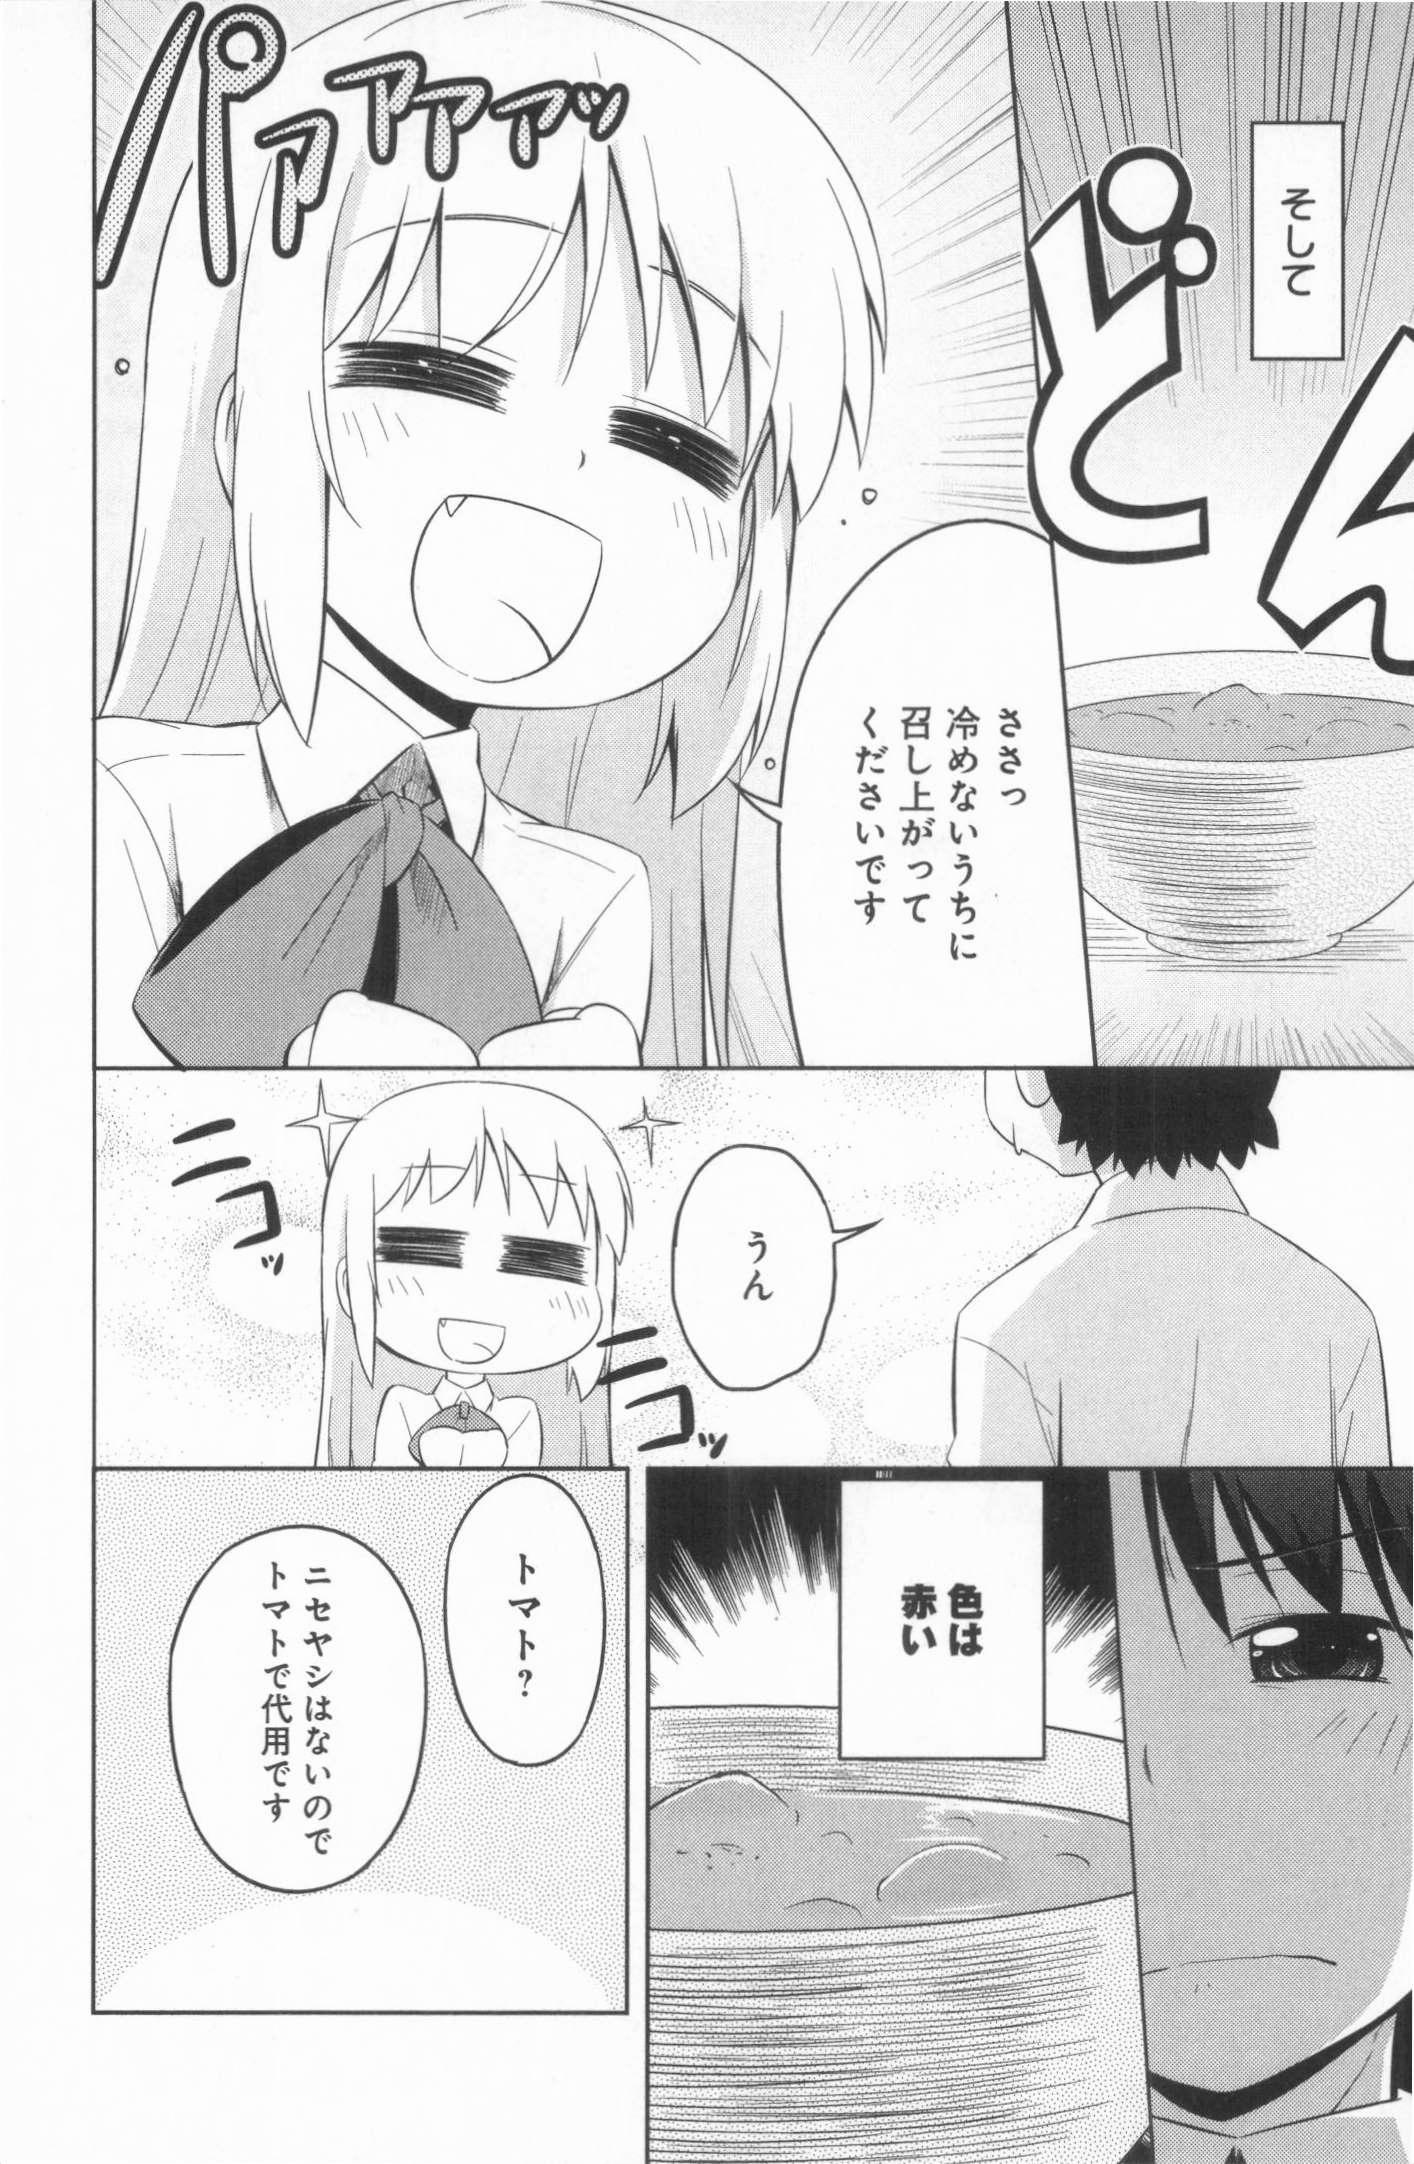 そして
どん
パァアァアァッ
ささっ
冷めないうちに
召し上がって
くださいです
うん
ニコッ
ニコッ
色は
赤い
トマト?
ニセヤシはないので
トマトで代用です